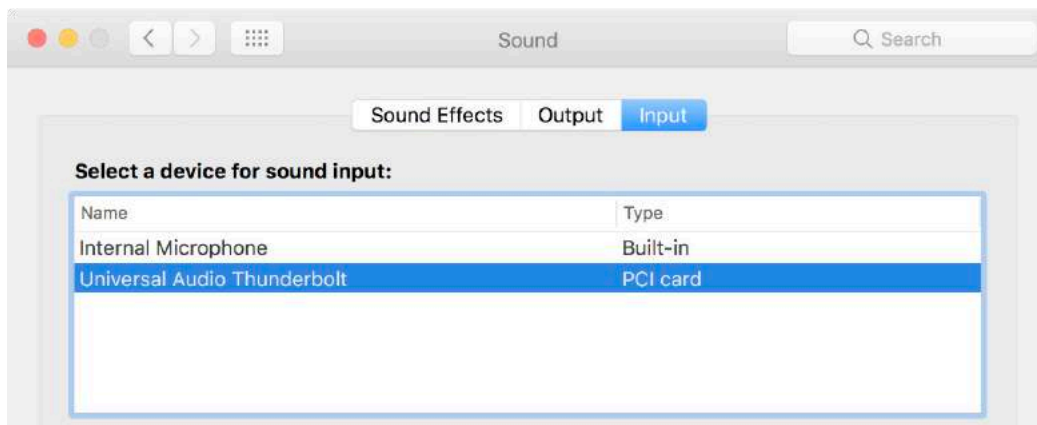 Sound
Search
Sound Effects Output Input
Select a device for sound input:
Name Type
Internal Microphone Built-in
Universal Audio Thunderbolt PCI card